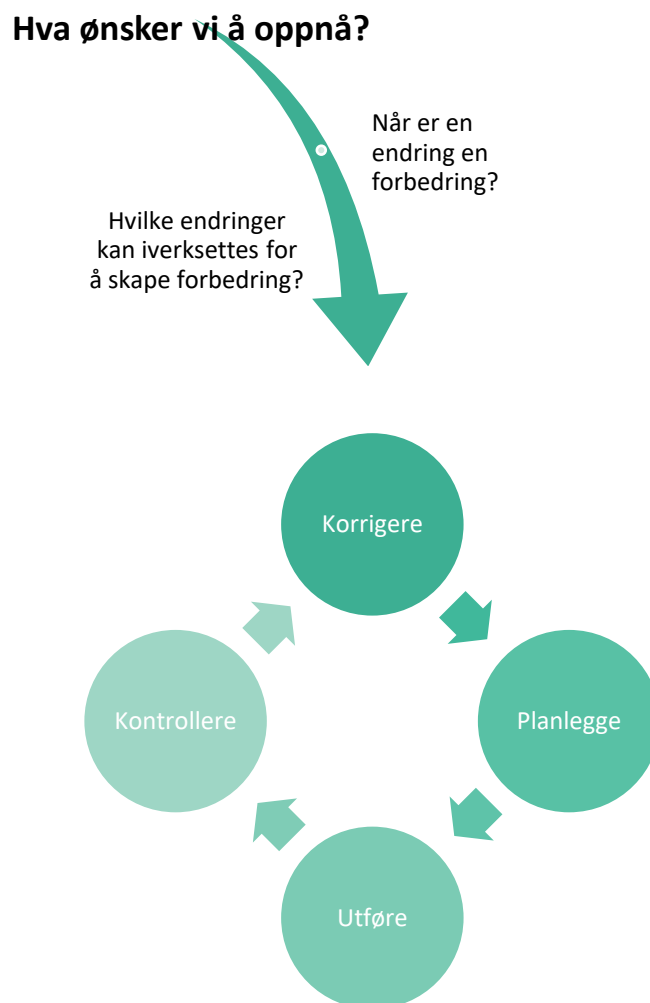 Hva ønsker vi å oppnå?
Når er en
endring en
forbedring?
Hvilke endringer
kan iverksettes for
å skape forbedring?
Korrigere
Planlegge
Utføre
Kontrollere